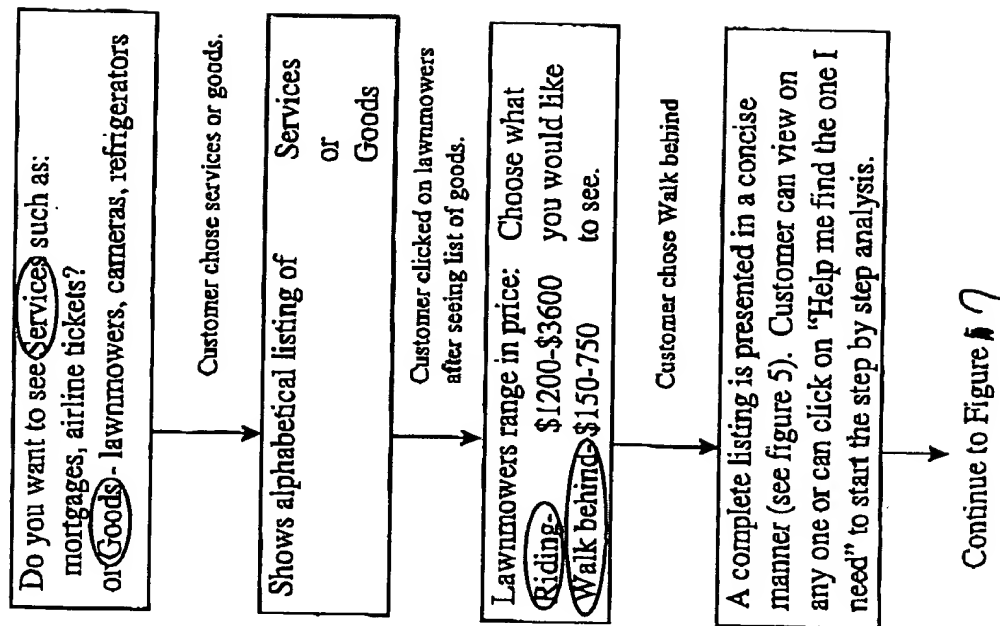 Do you want to see Services such as:
mortgages, airline tickets?
or Goods - lawnmowers, cameras, refrigerators
Customer chose services or goods.
Shows alphabetical listing of Services
or
Goods
Customer clicked on lawnmowers
after seeing list of goods.
Lawnmowers range in price: Choose what
Riding- $1200-$3600 you would like
Walk behind-$150-750 to see.
Customer chose Walk behind
A complete listing is presented in a concise
manner (see figure 5). Customer can view on
any one or can click on "Help me find the one I
need" to start the step by step analysis.
Continue to Figure 7